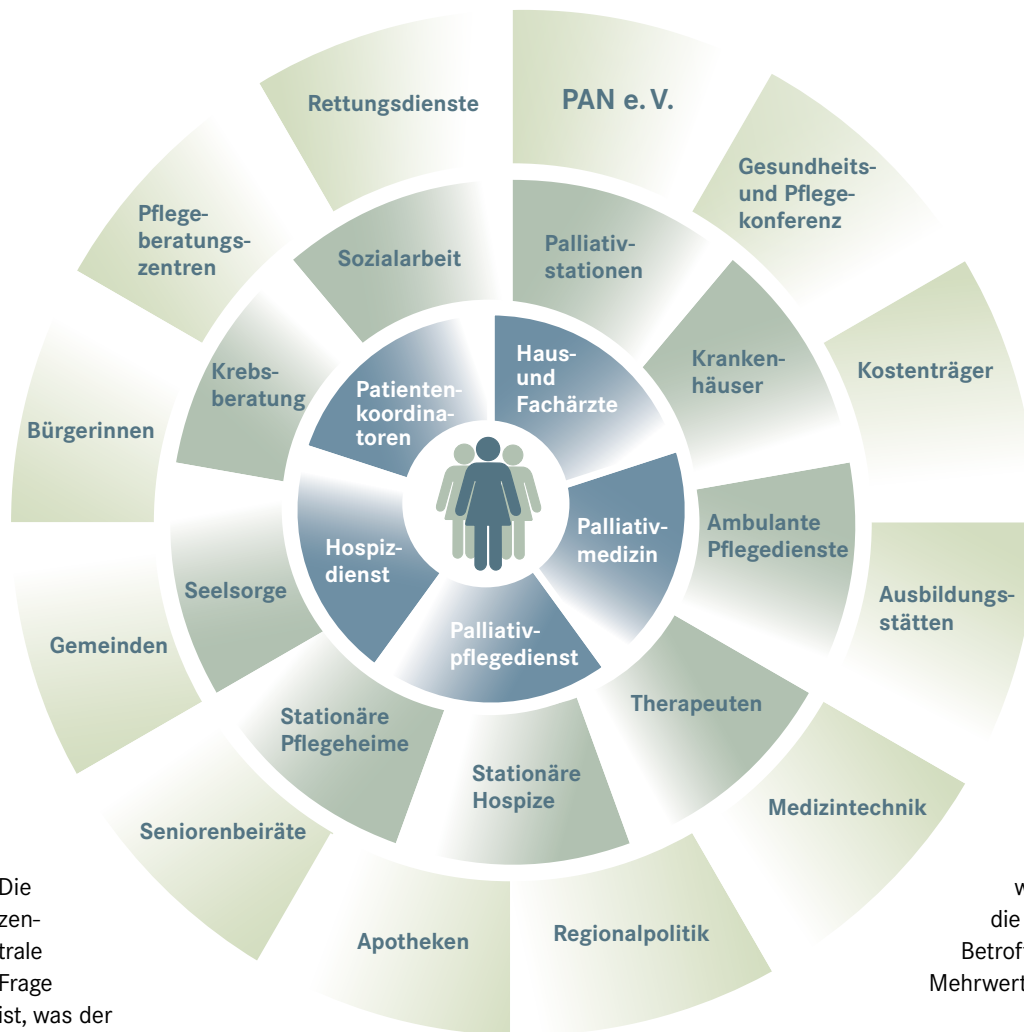 Rettungsdienste
PAN e. V.
Gesundheits-
und Pflege-
konferenz
Kostenträger
Ausbildungs-
stätten
Medizintechnik
Regionalpolitik
Apotheken
Seniorenbeiräte
Gemeinden
Bürgerinnen
Pflege-
beratungs-
zentren
Sozialarbeit
Palliativ-
stationen
Kranken-
häuser
Ambulante
Pflegedienste
Therapeuten
Stationäre
Hospize
Stationäre
Pflegeheime
Seelsorge
Krebs-
beratung
Patienten-
koordina-
toren
Haus-
und
Fachärzte
Palliativ-
medizin
Palliativ-
pflegedienst
Hospiz-
dienst
Die
zen-
trale
Frage
ist, was der
die
Mehrwert